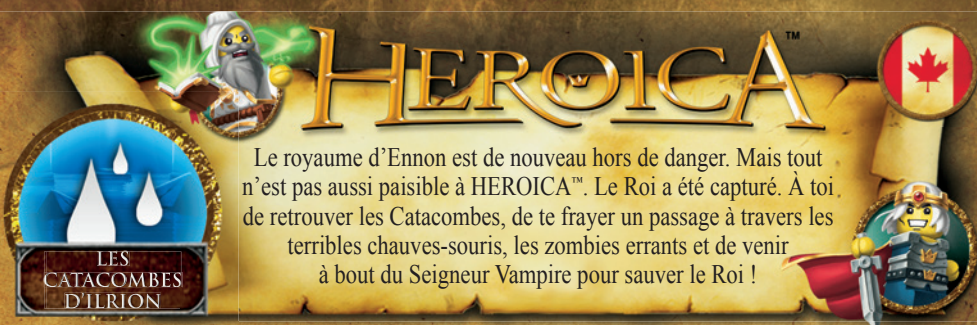 HEROICA™
Le royaume d'Ennon est de nouveau hors de danger. Mais tout
n'est pas aussi paisible à HEROICA™. Le Roi a été capturé. À toi
de retrouver les Catacombes, de te frayer un passage à travers les
terribles chauves-souris, les zombies errants et de venir
à bout du Seigneur Vampire pour sauver le Roi !
LES
CATACOMBES
D'ILRION